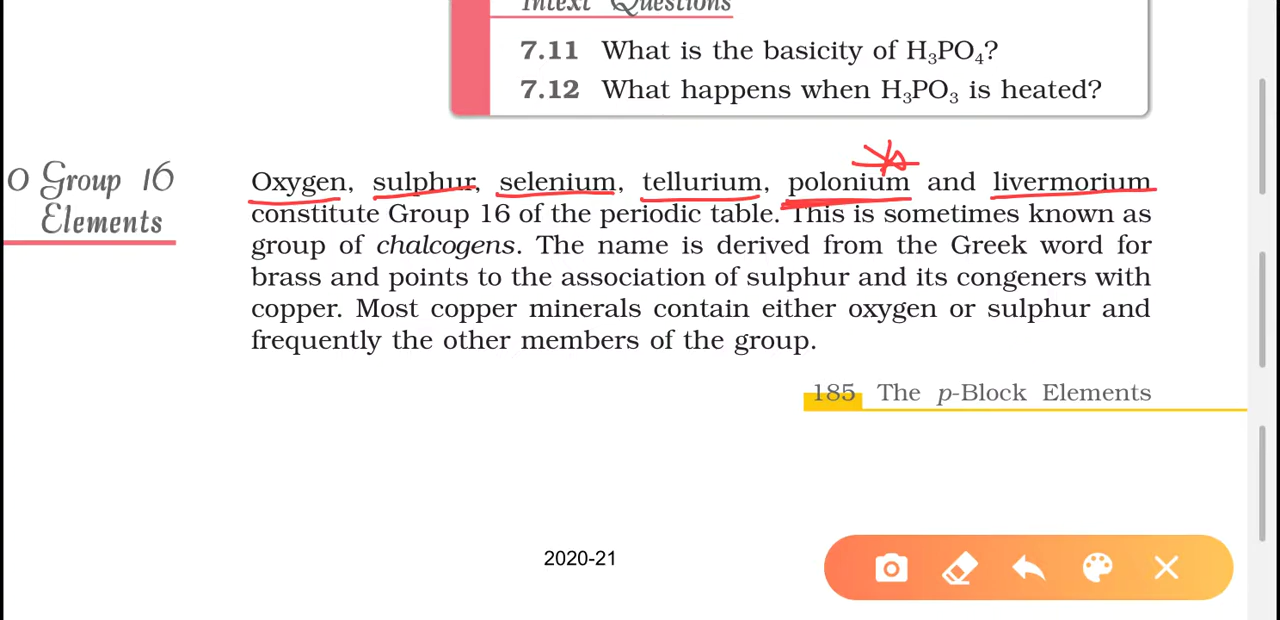 Intext Questions
7.11 What is the basicity of H₃PO₄?
7.12 What happens when H₃PO₃ is heated?
0 Group 16
Elements
Oxygen, sulphur, selenium, tellurium, polonium and livermorium
constitute Group 16 of the periodic table. This is sometimes known as
group of chalcogens. The name is derived from the Greek word for
brass and points to the association of sulphur and its congeners with
copper. Most copper minerals contain either oxygen or sulphur and
frequently the other members of the group.
185 The p-Block Elements
2020-21